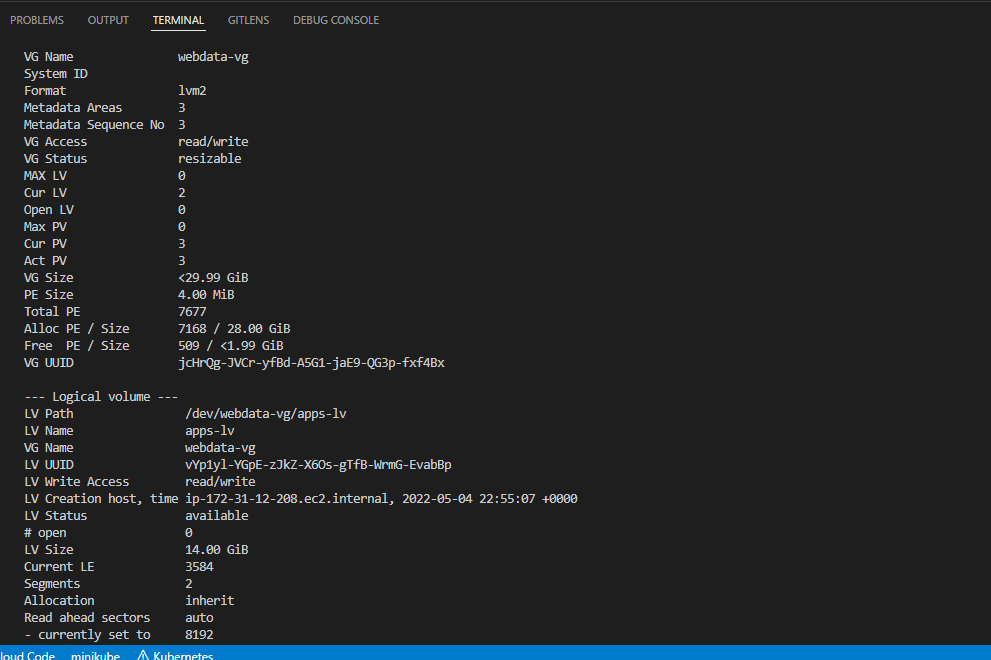 PROBLEMS OUTPUT TERMINAL GITLENS DEBUG CONSOLE
VG Name webdata-vg
System ID
Format lvm2
Metadata Areas 3
Metadata Sequence No 3
VG Access read/write
VG Status resizable
MAX LV 0
Cur LV 2
Open LV 0
Max PV 0
Cur PV 3
Act PV 3
VG Size <29.99 GiB
PE Size 4.00 MiB
Total PE 7677
Alloc PE / Size 7168 / 28.00 GiB
Free PE / Size 509 / <1.99 GiB
VG UUID jcHrQg-JVCr-yfBd-A5G1-jaE9-QG3p-fxf4Bx
--- Logical volume ---
LV Path /dev/webdata-vg/apps-lv
LV Name apps-lv
VG Name webdata-vg
LV UUID vYp1yl-YGpE-zJkZ-X6Os-gTfB-WrmG-EvabBp
LV Write Access read/write
LV Creation host, time ip-172-31-12-208.ec2.internal, 2022-05-04 22:55:07 +0000
LV Status available
# open 0
LV Size 14.00 GiB
Current LE 3584
Segments 2
Allocation inherit
Read ahead sectors auto
- currently set to 8192
loud Code minikube Kubernetes